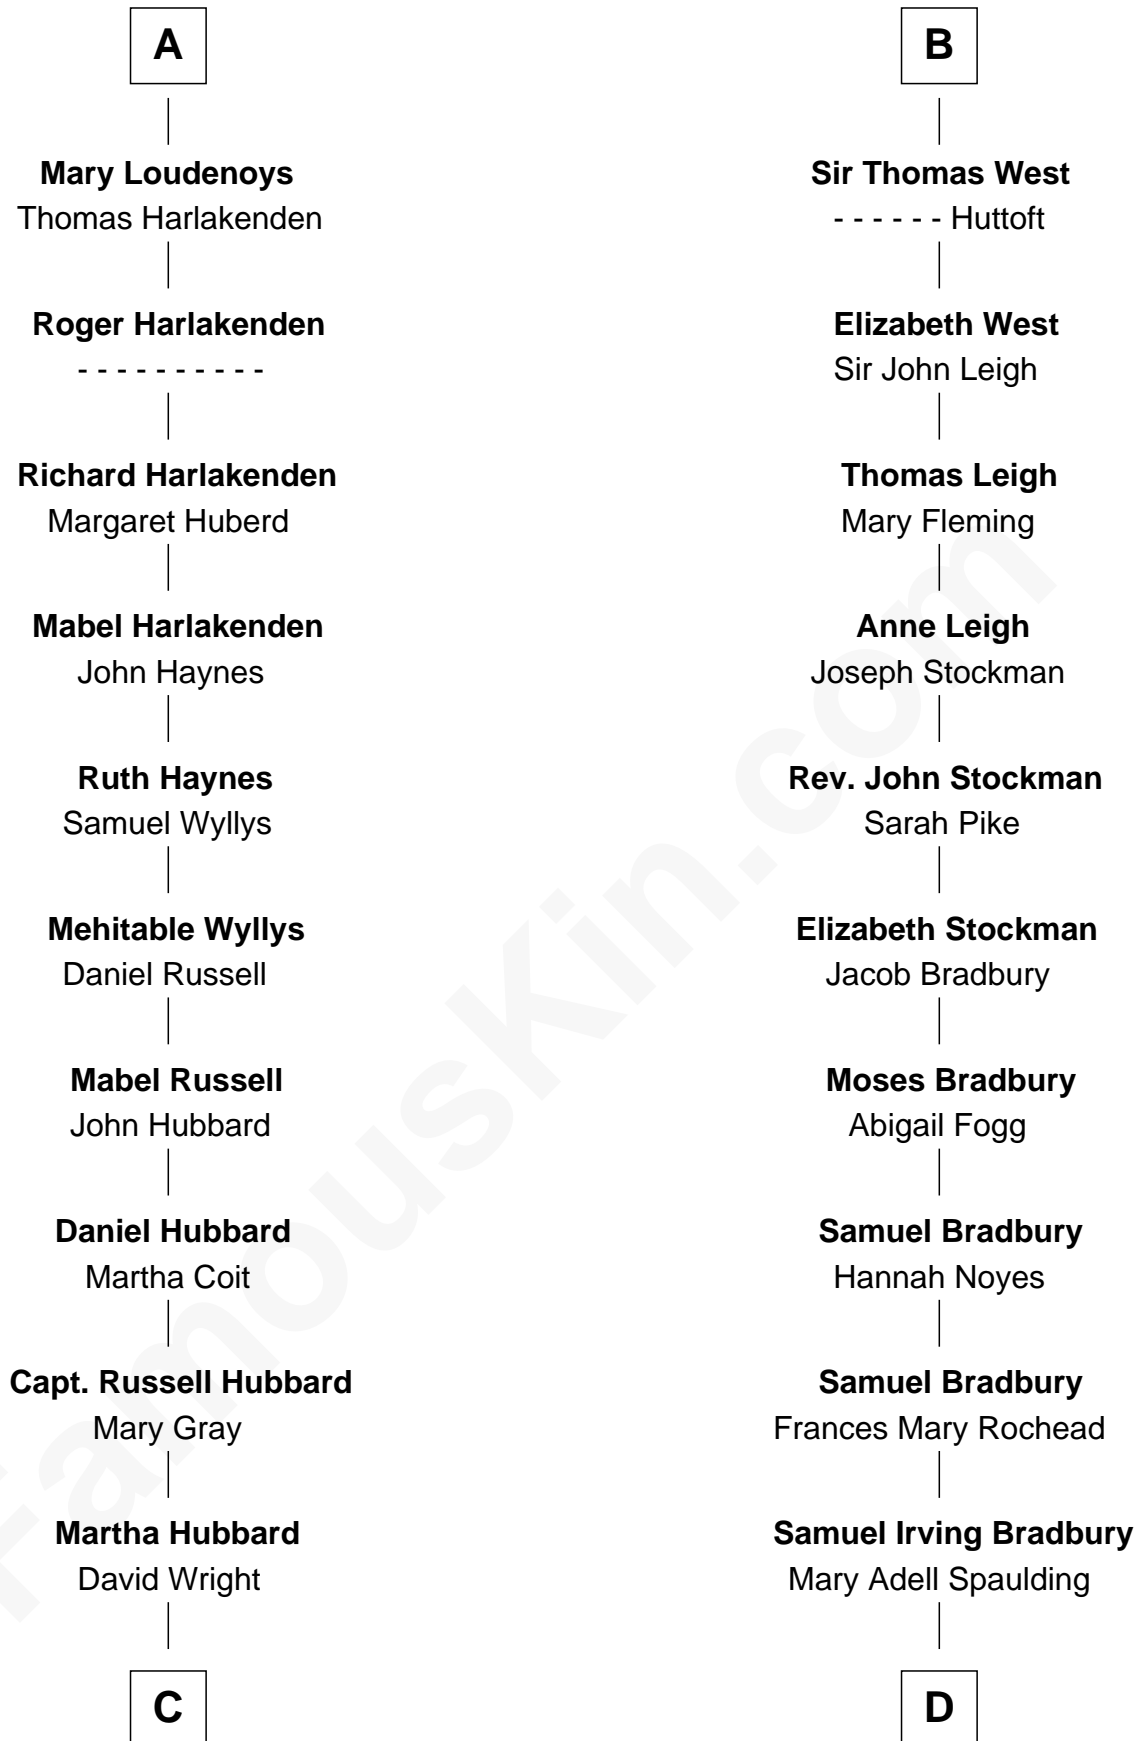 A
Mary Loudenoys
Thomas Harlakenden
Roger Harlakenden
- - - - - - - - - -
Richard Harlakenden
Margaret Huberd
Mabel Harlakenden
John Haynes
Ruth Haynes
Samuel Wyllys
Mehitable Wyllys
Daniel Russell
Mabel Russell
John Hubbard
Daniel Hubbard
Martha Coit
Capt. Russell Hubbard
Mary Gray
Martha Hubbard
David Wright
C
B
Sir Thomas West
- - - - - - Huttoft
Elizabeth West
Sir John Leigh
Thomas Leigh
Mary Fleming
Anne Leigh
Joseph Stockman
Rev. John Stockman
Sarah Pike
Elizabeth Stockman
Jacob Bradbury
Moses Bradbury
Abigail Fogg
Samuel Bradbury
Hannah Noyes
Samuel Bradbury
Frances Mary Rochead
Samuel Irving Bradbury
Mary Adell Spaulding
D
FamousKin.com